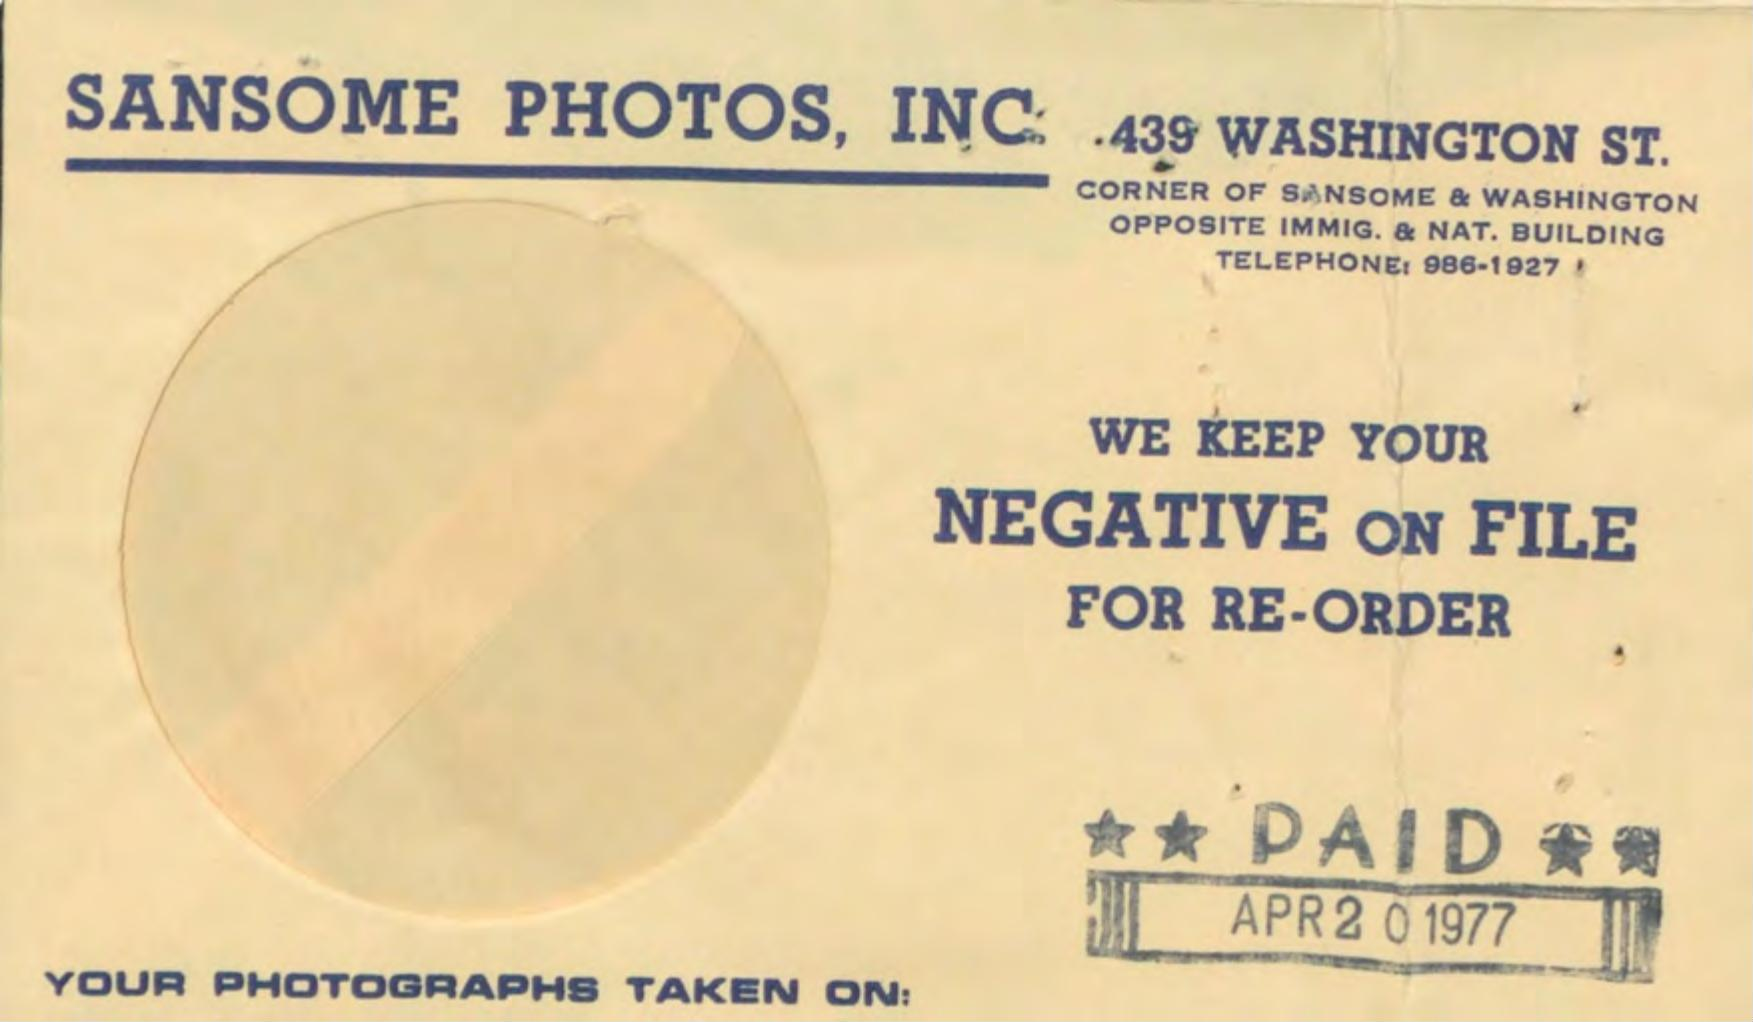 SANSOME PHOTOS, INC.
439 WASHINGTON ST.
CORNER OF SANSOME & WASHINGTON
OPPOSITE IMMIG. & NAT. BUILDING
TELEPHONE: 986-1927
WE KEEP YOUR
NEGATIVE ON FILE
FOR RE-ORDER
PAID
APR 20 1977
YOUR PHOTOGRAPHS TAKEN ON: